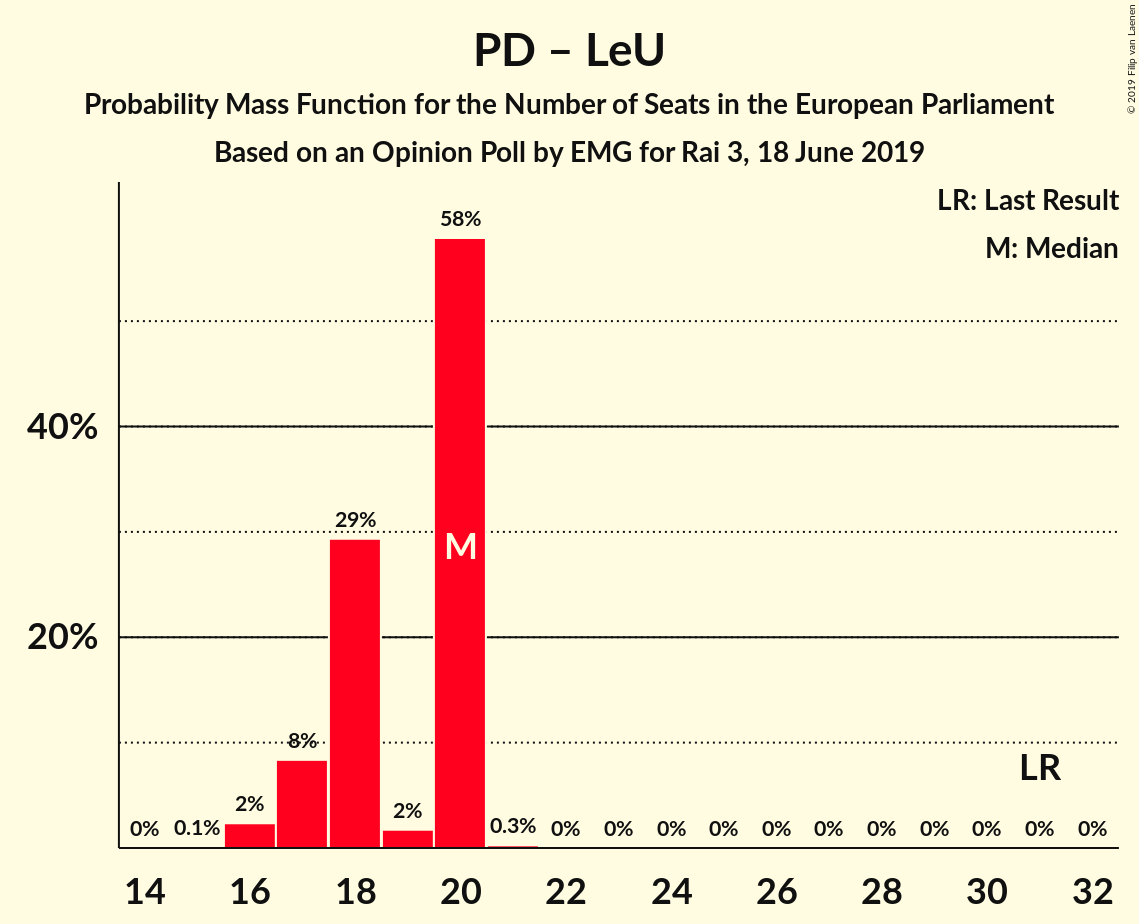 PD – LeU
Probability Mass Function for the Number of Seats in the European Parliament
Based on an Opinion Poll by EMG for Rai 3, 18 June 2019
© 2019 Filip van Laenen
LR: Last Result
M: Median
40%
20%
0%
0.1%
2%
8%
29%
2%
58%
M
0.3%
0%
0%
0%
0%
0%
0%
0%
0%
0%
LR
0%
0%
14 16 18 20 22 24 26 28 30 32